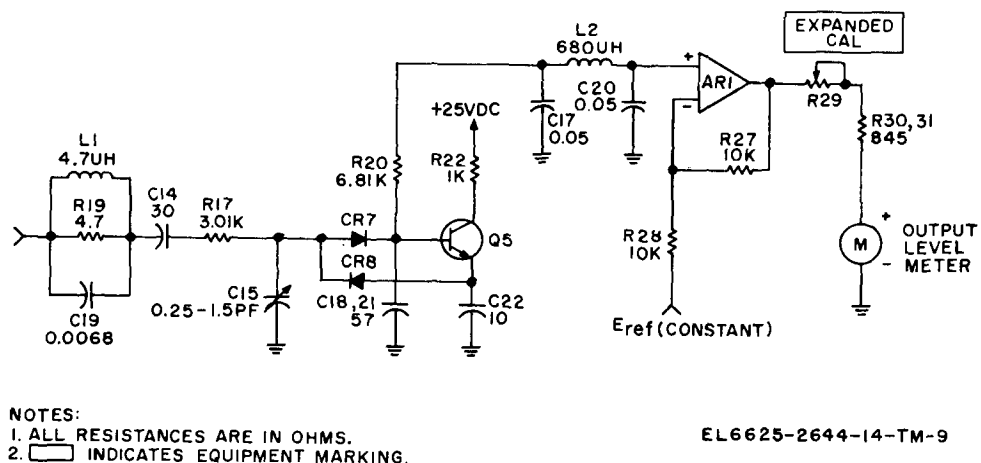 EXPANDED
CAL
L2
680UH
+
AR1
-
R29
C20
0.05
C17
0.05
+25VDC
R27
10K
R30,31
845
L1
4.7UH
R20
6.81K
R22
1K
R19
4.7
C14
30
R17
3.01K
CR7
Q5
CR8
R28
10K
M
+
-
OUTPUT
LEVEL
METER
C15
0.25-1.5PF
C18,21
57
C22
10
C19
0.0068
Eref (CONSTANT)
NOTES:
1. ALL RESISTANCES ARE IN OHMS.
2. INDICATES EQUIPMENT MARKING.
EL6625-2644-14-TM-9